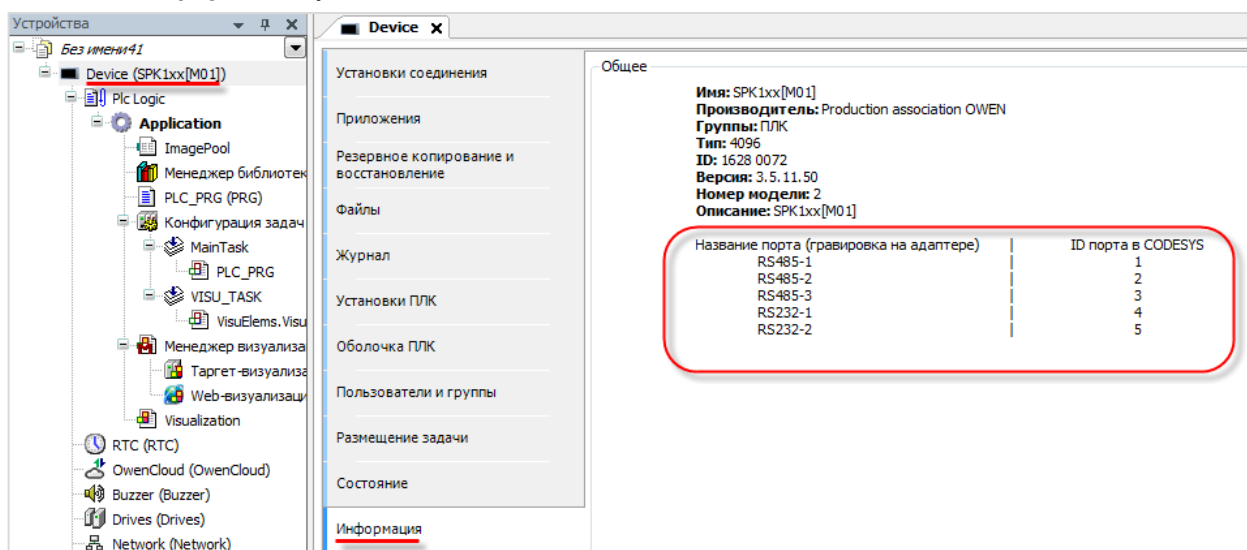 Устройства
Без имени41
Device (SPK1xx[M01])
Plc Logic
Application
ImagePool
Менеджер библиотек
PLC_PRG (PRG)
Конфигурация задач
MainTask
PLC_PRG
VISU_TASK
VisuElems.Visu
Менеджер визуализа
Таргет-визуализа
Web-визуализаци
Visualization
RTC (RTC)
OwenCloud (OwenCloud)
Buzzer (Buzzer)
Drives (Drives)
Network (Network)
Device
Установки соединения
Приложения
Резервное копирование и
восстановление
Файлы
Журнал
Установки ПЛК
Оболочка ПЛК
Пользователи и группы
Размещение задачи
Состояние
Информация
Общее
Имя: SPK1xx[M01]
Производитель: Production association OWEN
Группы: ПЛК
Тип: 4096
ID: 1628 0072
Версия: 3.5.11.50
Номер модели: 2
Описание: SPK1xx[M01]
Название порта (гравировка на адаптере) | ID порта в CODESYS
RS485-1 | 1
RS485-2 | 2
RS485-3 | 3
RS232-1 | 4
RS232-2 | 5